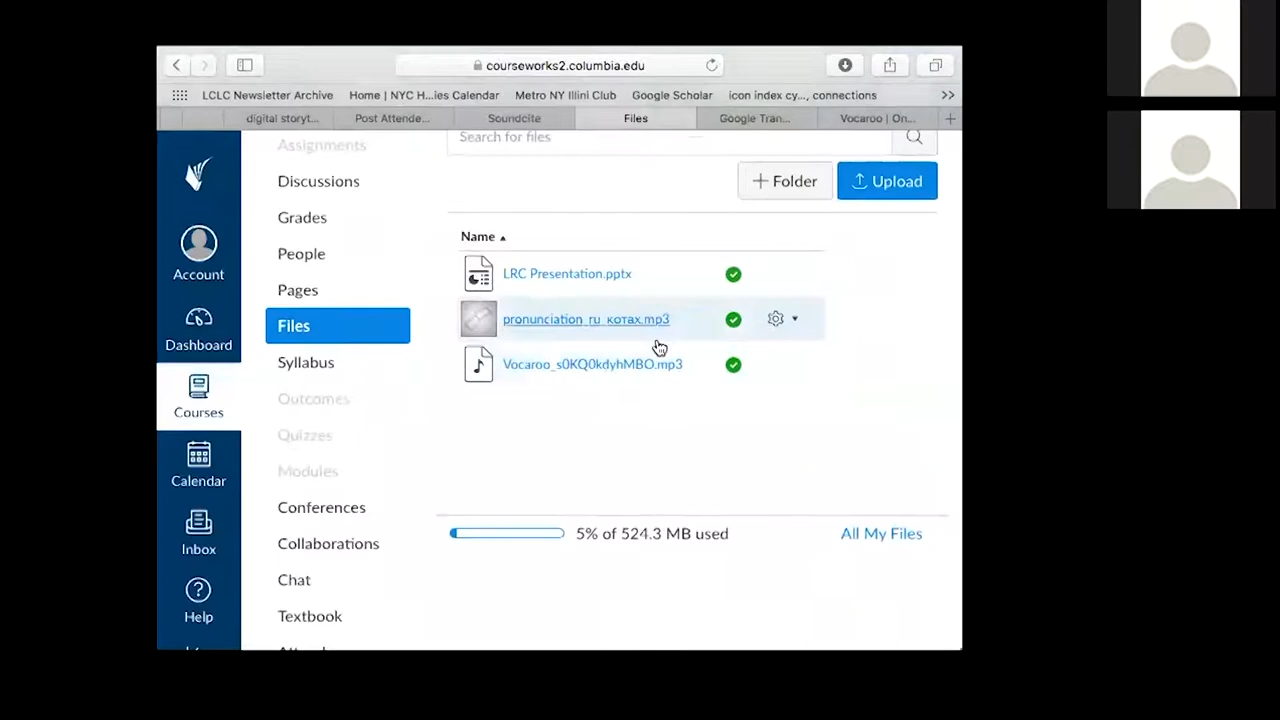 courseworks2.columbia.edu
LCLC Newsletter Archive Home | NYC H...ies Calendar Metro NY Illini Club Google Scholar icon index cy..., connections >>
digital storyt... Post Attende... Soundcite Files Google Tran... Vocaroo | On... +
Search for files
Assignments
Discussions
Grades
People
Pages
Files
Syllabus
Outcomes
Quizzes
Modules
Conferences
Collaborations
Chat
Textbook
Account
Dashboard
Courses
Calendar
Inbox
Help
+ Folder
Upload
Name
LRC Presentation.pptx
pronunciation_ru_котах.mp3
Vocaroo_s0KQ0kdyhMBO.mp3
5% of 524.3 MB used
All My Files